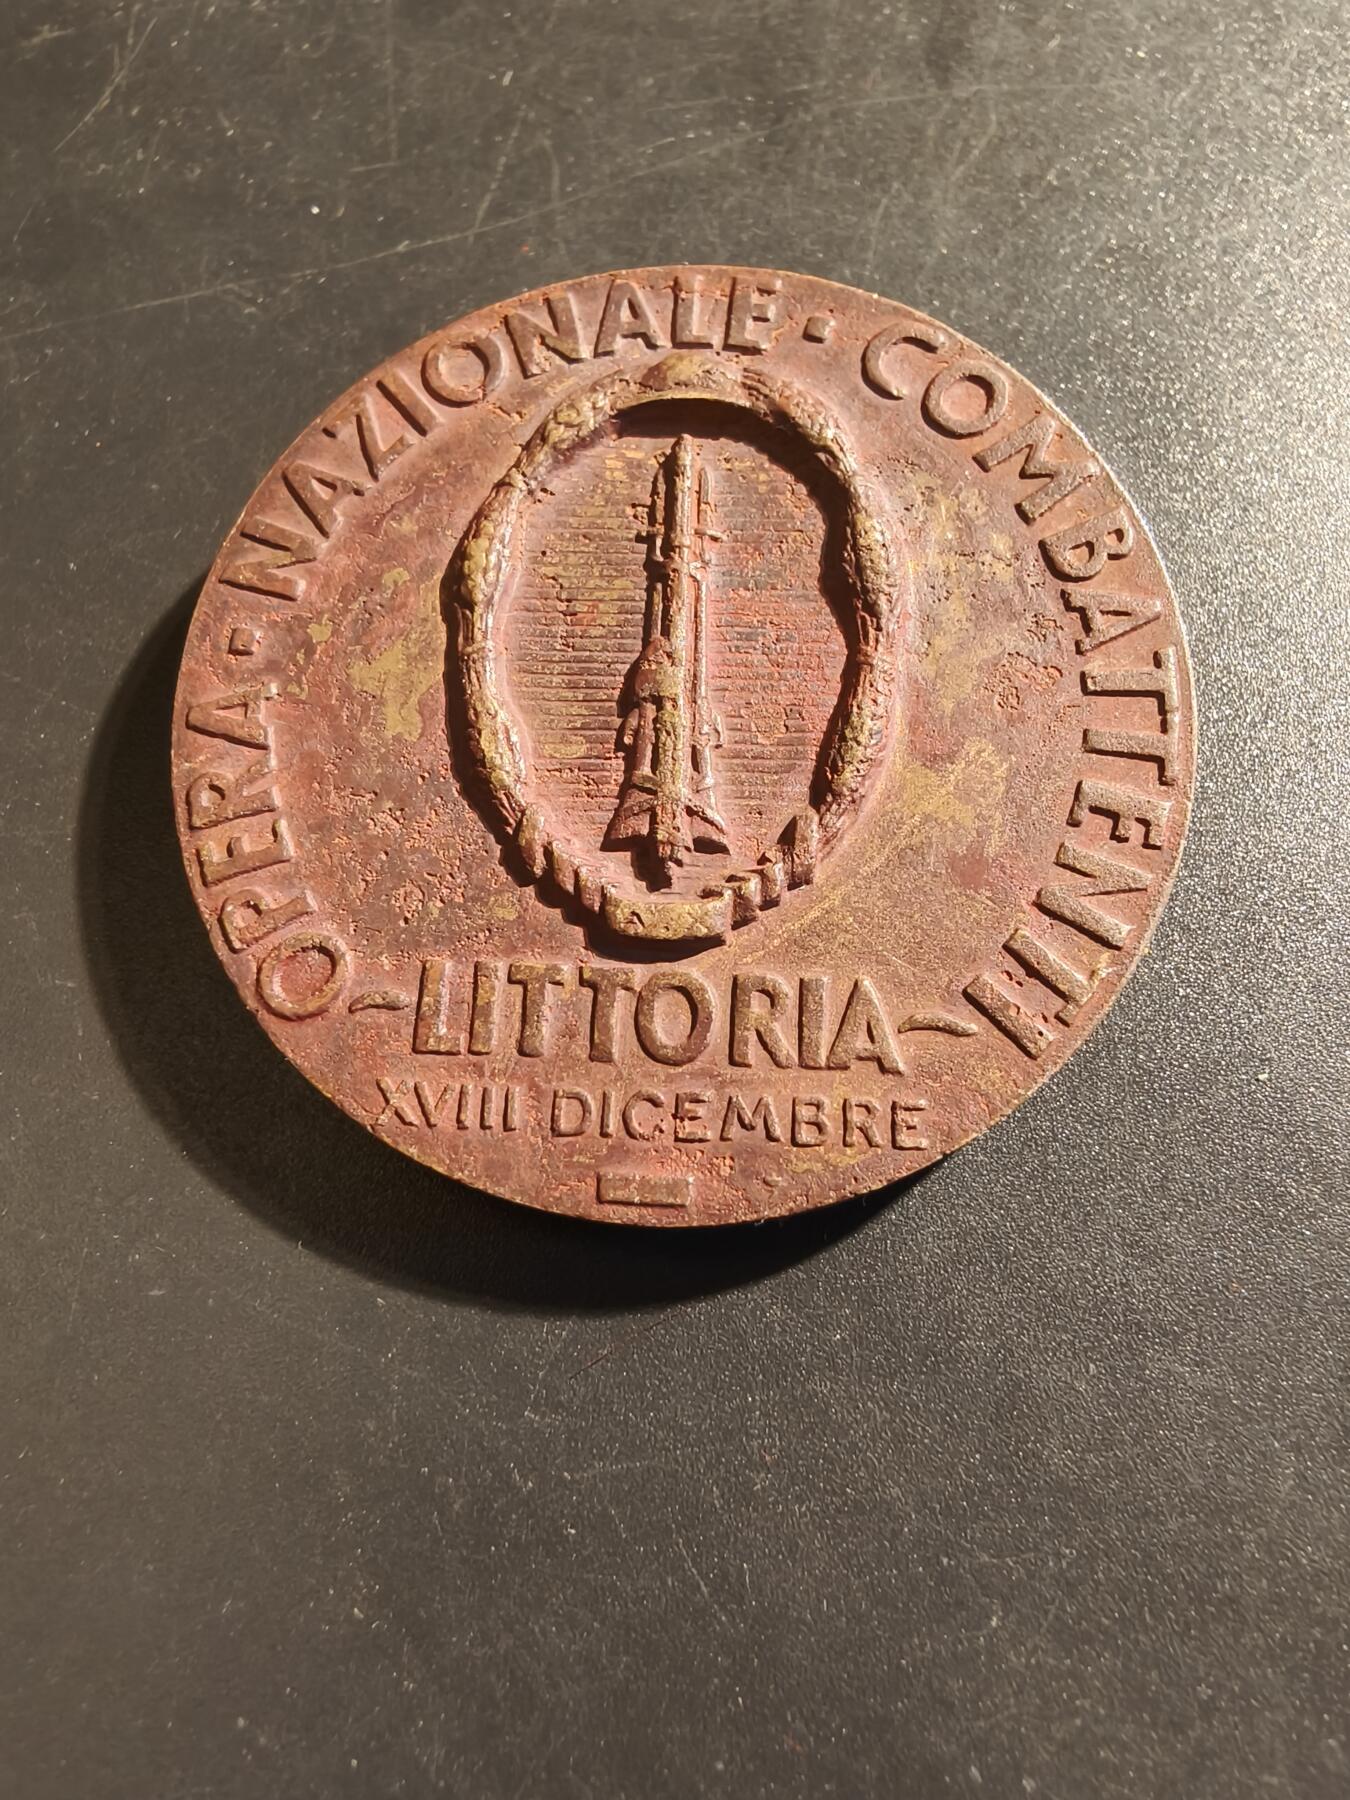 OPERA · NAZIONALE · COMBATTENTI
~LITTORIA~
XVIII DICEMBRE